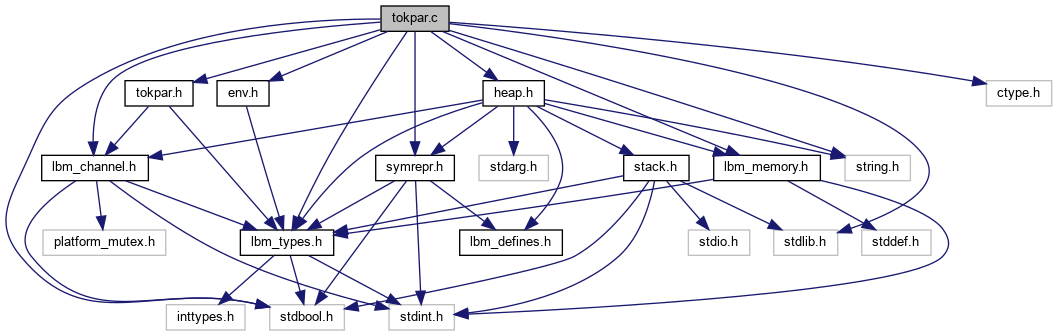 tokpar.c
tokpar.h
env.h
heap.h
ctype.h
lbm_channel.h
symrepr.h
stdarg.h
stack.h
lbm_memory.h
string.h
platform_mutex.h
lbm_types.h
lbm_defines.h
stdio.h
stdlib.h
stddef.h
inttypes.h
stdbool.h
stdint.h